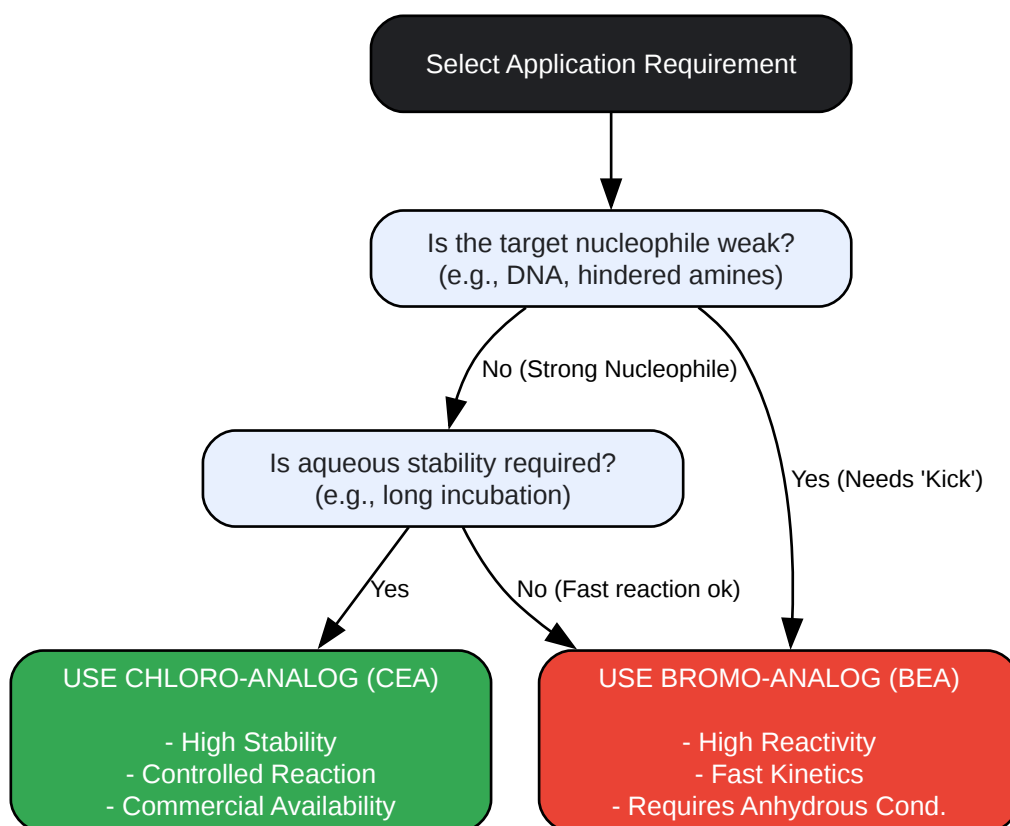 Select Application Requirement
Is the target nucleophile weak?
(e.g., DNA, hindered amines)
No (Strong Nucleophile)
Is aqueous stability required?
(e.g., long incubation)
Yes (Needs 'Kick')
Yes
No (Fast reaction ok)
USE CHLORO-ANALOG (CEA)
- High Stability
- Controlled Reaction
- Commercial Availability
USE BROMO-ANALOG (BEA)
- High Reactivity
- Fast Kinetics
- Requires Anhydrous Cond.